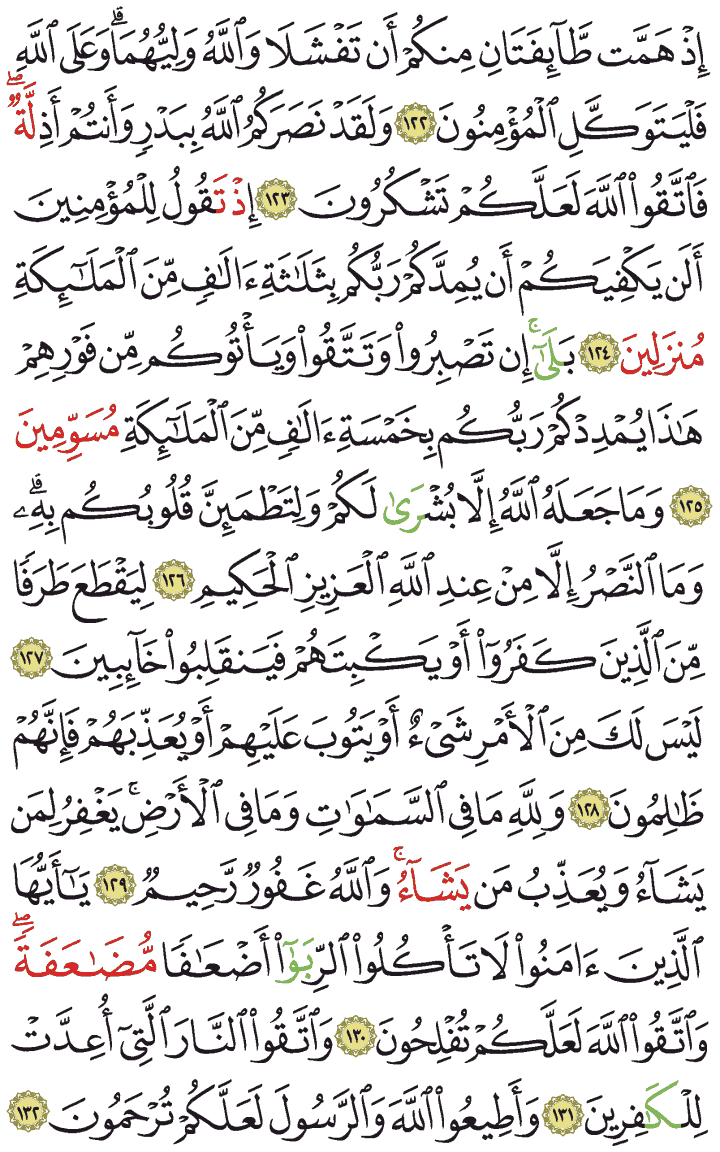 إِذْ هَمَّت طَّآئِفَتَانِ مِنكُمْ أَن تَفْشَلَا وَٱللَّهُ وَلِيُّهُمَاۗ وَعَلَى ٱللَّهِ
فَلْيَتَوَكَّلِ ٱلْمُؤْمِنُونَ ١٢٢ وَلَقَدْ نَصَرَكُمُ ٱللَّهُ بِبَدْرٍ وَأَنتُمْ أَذِلَّةٌۖ
فَٱتَّقُوا۟ ٱللَّهَ لَعَلَّكُمْ تَشْكُرُونَ ١٢٣ إِذْ تَقُولُ لِلْمُؤْمِنِينَ
أَلَن يَكْفِيَكُمْ أَن يُمِدَّكُمْ رَبُّكُم بِثَلَٰثَةِ ءَالَٰفٍ مِّنَ ٱلْمَلَٰٓئِكَةِ
مُنزَلِينَ ١٢٤ بَلَىٰٓۚ إِن تَصْبِرُوا۟ وَتَتَّقُوا۟ وَيَأْتُوكُم مِّن فَوْرِهِمْ
هَٰذَا يُمْدِدْكُمْ رَبُّكُم بِخَمْسَةِ ءَالَٰفٍ مِّنَ ٱلْمَلَٰٓئِكَةِ مُسَوِّمِينَ
١٢٥ وَمَا جَعَلَهُ ٱللَّهُ إِلَّا بُشْرَىٰ لَكُمْ وَلِتَطْمَئِنَّ قُلُوبُكُم بِهِۦۗ
وَمَا ٱلنَّصْرُ إِلَّا مِنْ عِندِ ٱللَّهِ ٱلْعَزِيزِ ٱلْحَكِيمِ ١٢٦ لِيَقْطَعَ طَرَفًا
مِّنَ ٱلَّذِينَ كَفَرُوٓا۟ أَوْ يَكْبِتَهُمْ فَيَنقَلِبُوا۟ خَآئِبِينَ ١٢٧
لَيْسَ لَكَ مِنَ ٱلْأَمْرِ شَىْءٌ أَوْ يَتُوبَ عَلَيْهِمْ أَوْ يُعَذِّبَهُمْ فَإِنَّهُمْ
ظَٰلِمُونَ ١٢٨ وَلِلَّهِ مَا فِى ٱلسَّمَٰوَٰتِ وَمَا فِى ٱلْأَرْضِۚ يَغْفِرُ لِمَن
يَشَآءُ وَيُعَذِّبُ مَن يَشَآءُۚ وَٱللَّهُ غَفُورٌ رَّحِيمٌ ١٢٩ يَٰٓأَيُّهَا
ٱلَّذِينَ ءَامَنُوا۟ لَا تَأْكُلُوا۟ ٱلرِّبَوٰٓا۟ أَضْعَٰفًا مُّضَٰعَفَةًۖ
وَٱتَّقُوا۟ ٱللَّهَ لَعَلَّكُمْ تُفْلِحُونَ ١٣٠ وَٱتَّقُوا۟ ٱلنَّارَ ٱلَّتِىٓ أُعِدَّتْ
لِلْكَٰفِرِينَ ١٣١ وَأَطِيعُوا۟ ٱللَّهَ وَٱلرَّسُولَ لَعَلَّكُمْ تُرْحَمُونَ ١٣٢